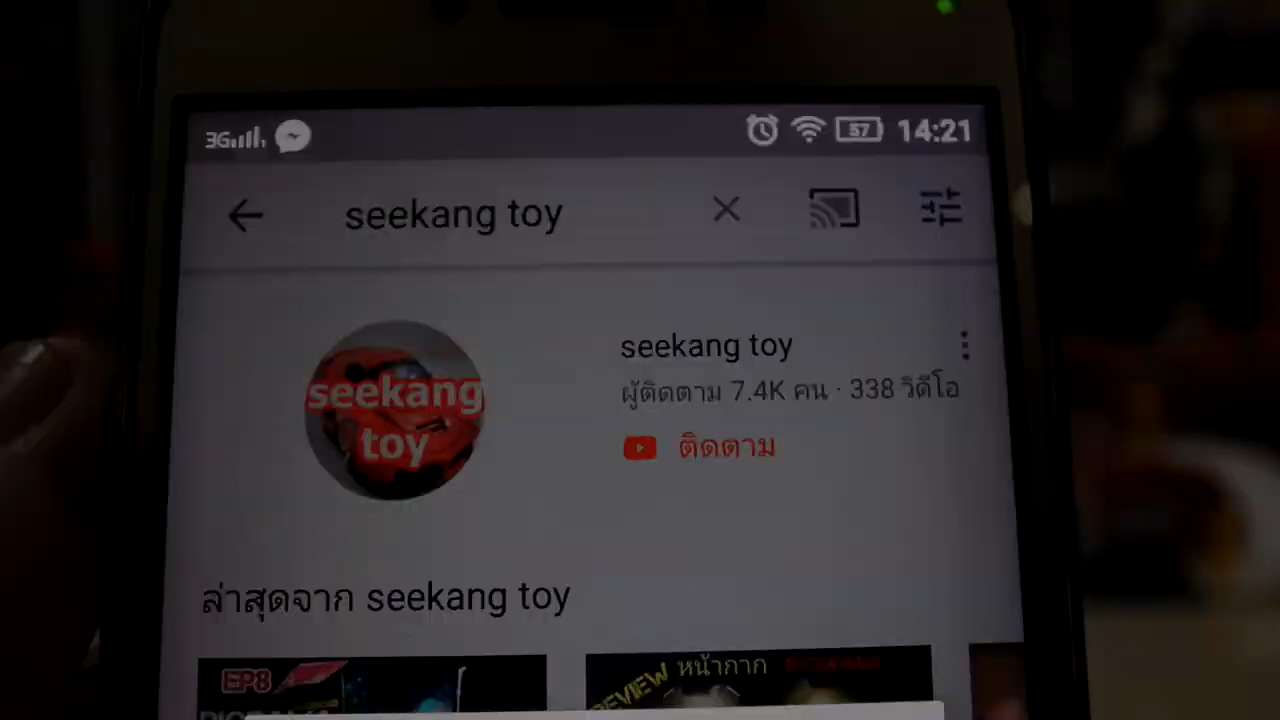 3G 57 14:21
seekang toy
seekang toy
ผู้ติดตาม 7.4K คน · 338 วิดีโอ
seekang
toy
ติดตาม
ล่าสุดจาก seekang toy
EP8
REVIEW หน้ากาก